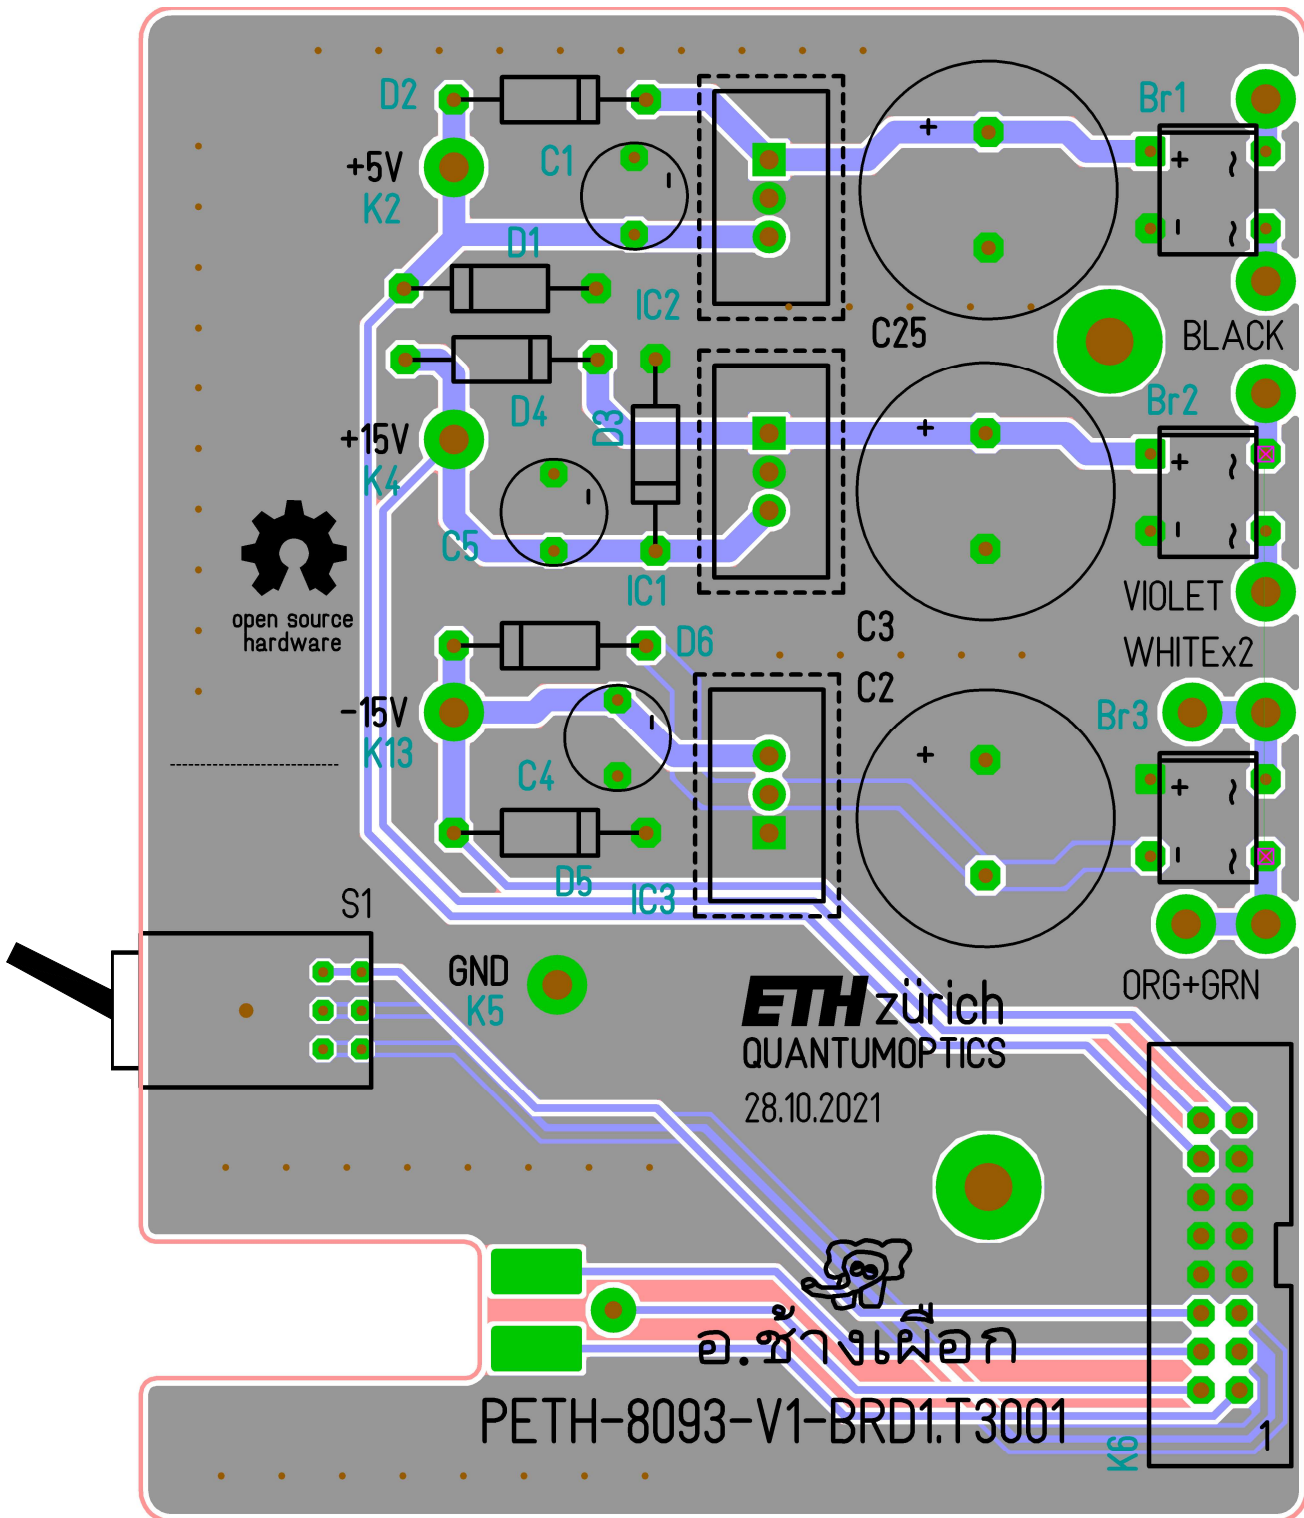 D2
Br1
+5V
C1
K2
D1
IC2
C25
BLACK
D4
D3
Br2
+15V
K4
C5
IC1
VIOLET
open source
hardware
C3
WHITEx2
D6
C2
-15V
Br3
K13
C4
D5
IC3
S1
GND
K5
ORG+GRN
ETH zürich
QUANTUMOPTICS
28.10.2021
อ.ช้างเผือก
PETH-8093-V1-BRD1.T3001
K6
1